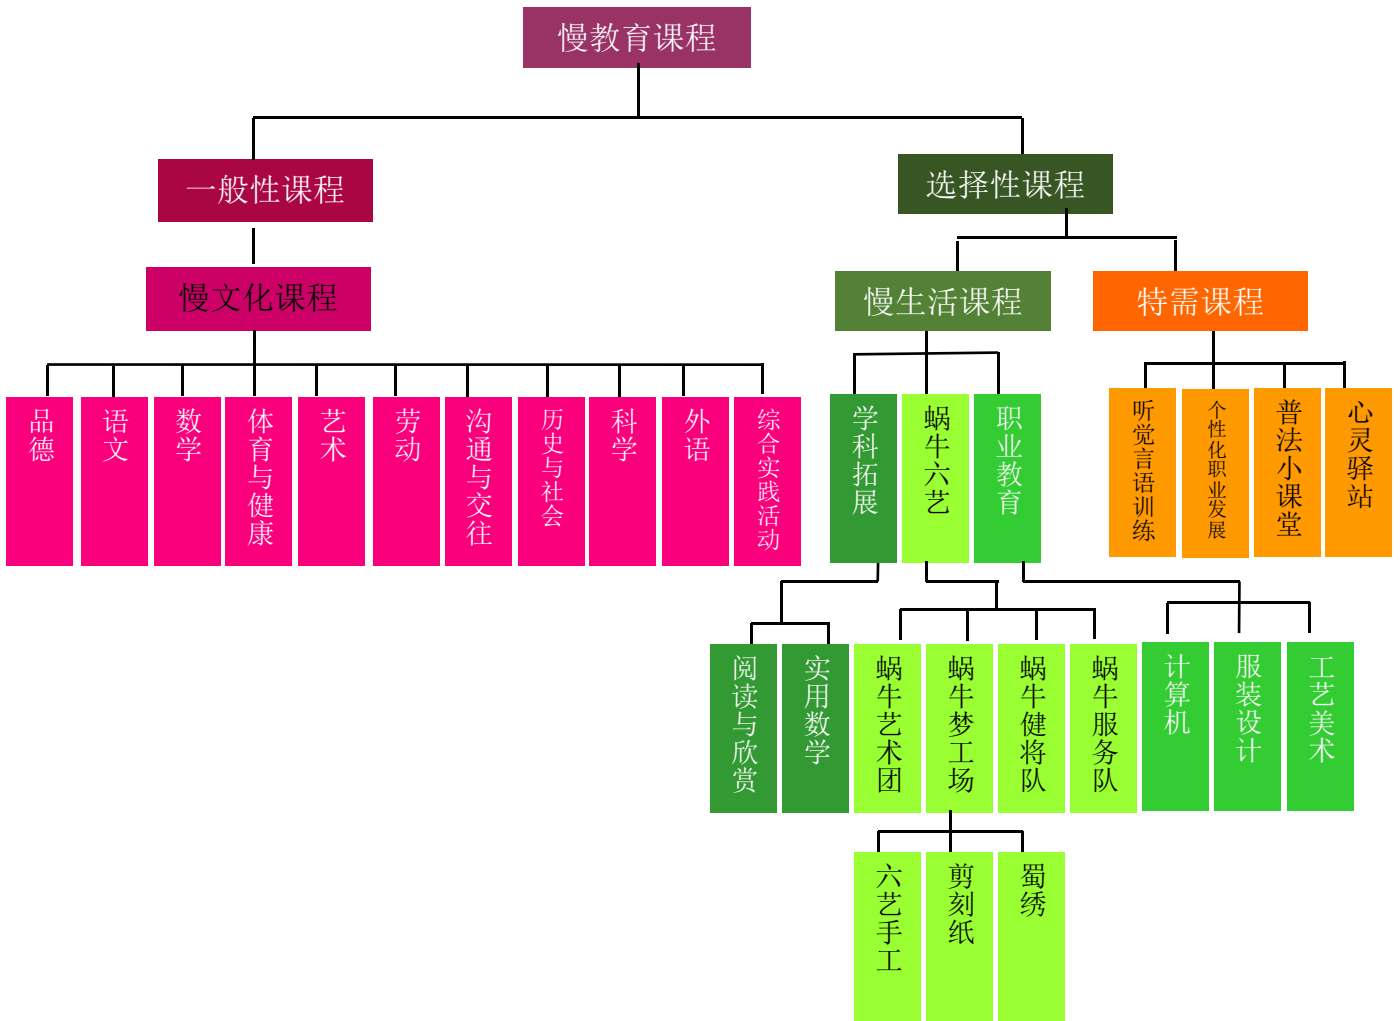 慢教育课程
一般性课程
选择性课程
慢文化课程
慢生活课程
特需课程
品德
语文
数学
体育与健康
艺术
劳动
沟通与交往
历史与社会
科学
外语
综合实践活动
学科拓展
蜗牛六艺
职业教育
听觉言语训练
个性化职业发展
普法小课堂
心灵驿站
阅读与欣赏
实用数学
蜗牛艺术团
蜗牛梦工场
蜗牛健将队
蜗牛服务队
计算机
服装设计
工艺美术
六艺手工
剪刻纸
蜀绣